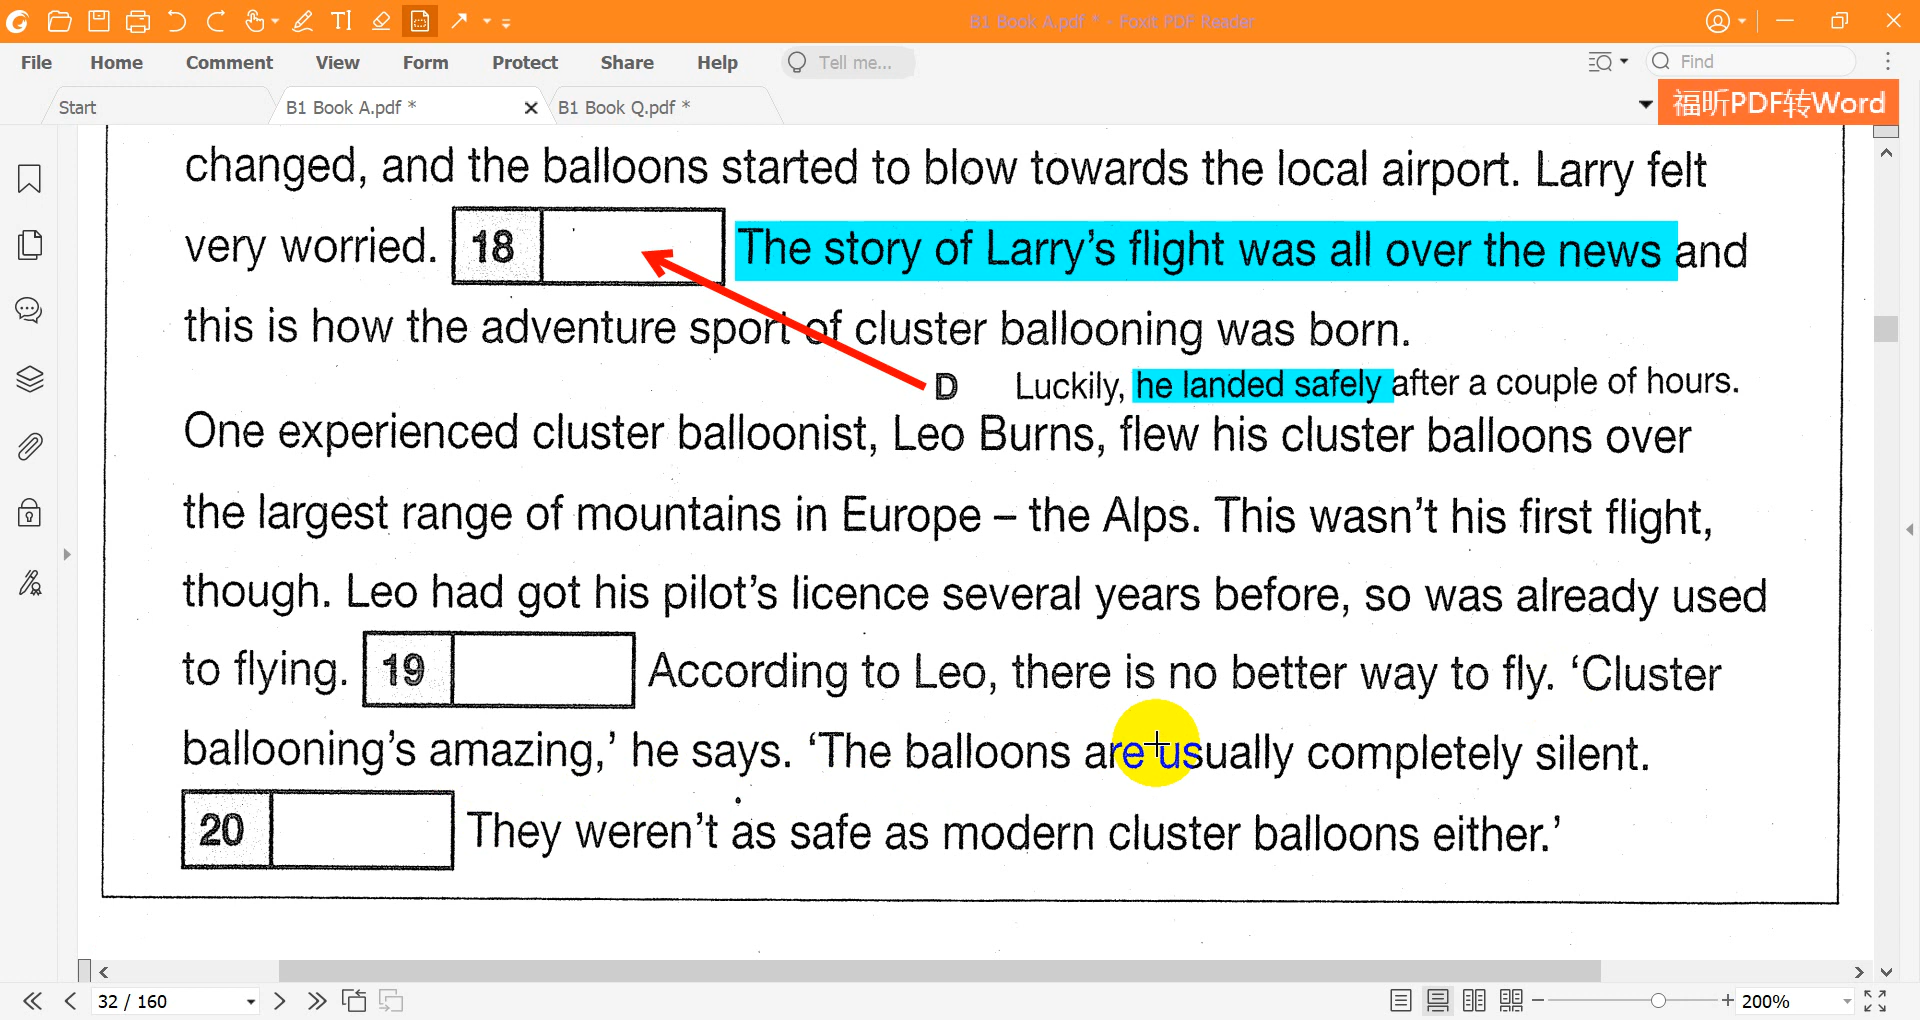 B1 Book A.pdf * - Foxit PDF Reader
File Home Comment View Form Protect Share Help Tell me... Find
Start B1 Book A.pdf * B1 Book Q.pdf * 福昕PDF转Word
changed, and the balloons started to blow towards the local airport. Larry felt
very worried. 18 The story of Larry's flight was all over the news and
this is how the adventure sport of cluster ballooning was born.
D Luckily, he landed safely after a couple of hours.
One experienced cluster balloonist, Leo Burns, flew his cluster balloons over
the largest range of mountains in Europe – the Alps. This wasn't his first flight,
though. Leo had got his pilot's licence several years before, so was already used
to flying. 19 According to Leo, there is no better way to fly. 'Cluster
ballooning's amazing,' he says. 'The balloons are usually completely silent.
20 They weren't as safe as modern cluster balloons either.'
32 / 160 200%